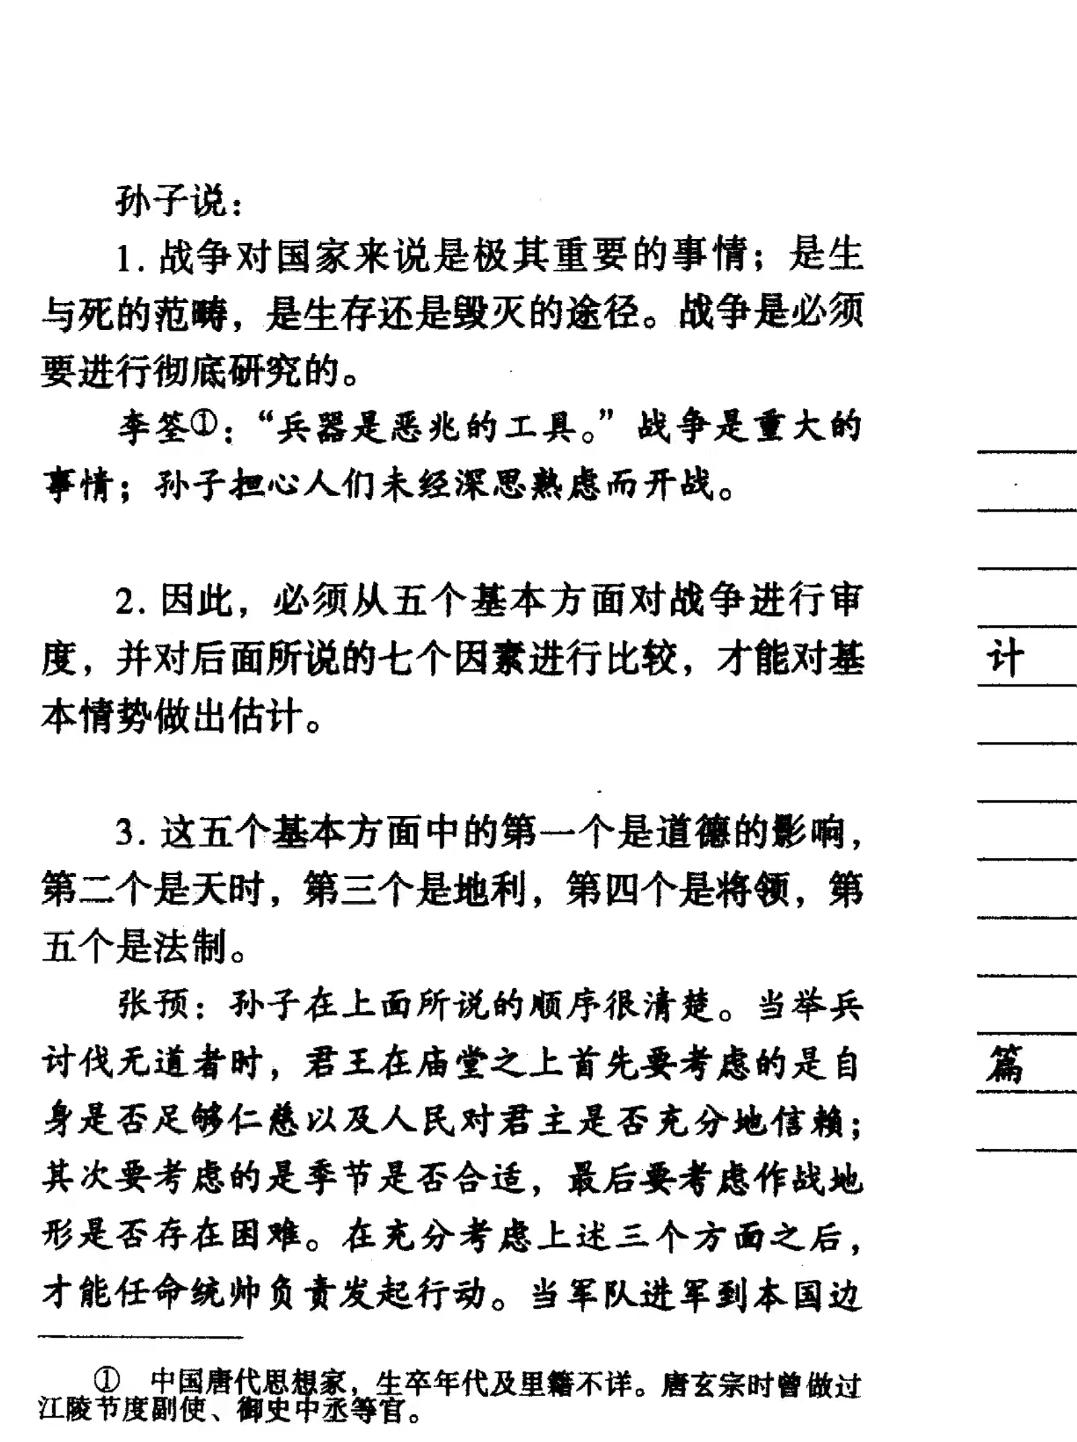 孙子说：
1. 战争对国家来说是极其重要的事情；是生
与死的范畴，是生存还是毁灭的途径。战争是必须
要进行彻底研究的。
李筌①：“兵器是恶兆的工具。”战争是重大的
事情；孙子担心人们未经深思熟虑而开战。
2. 因此，必须从五个基本方面对战争进行审
度，并对后面所说的七个因素进行比较，才能对基
本情势做出估计。
3. 这五个基本方面中的第一个是道德的影响，
第二个是天时，第三个是地利，第四个是将领，第
五个是法制。
张预：孙子在上面所说的顺序很清楚。当举兵
讨伐无道者时，君王在庙堂之上首先要考虑的是自
身是否足够仁慈以及人民对君主是否充分地信赖；
其次要考虑的是季节是否合适，最后要考虑作战地
形是否存在困难。在充分考虑上述三个方面之后，
才能任命统帅负责发起行动。当军队进军到本国边
① 中国唐代思想家，生卒年代及里籍不详。唐玄宗时曾做过
江陵节度副使、御史中丞等官。
计
篇